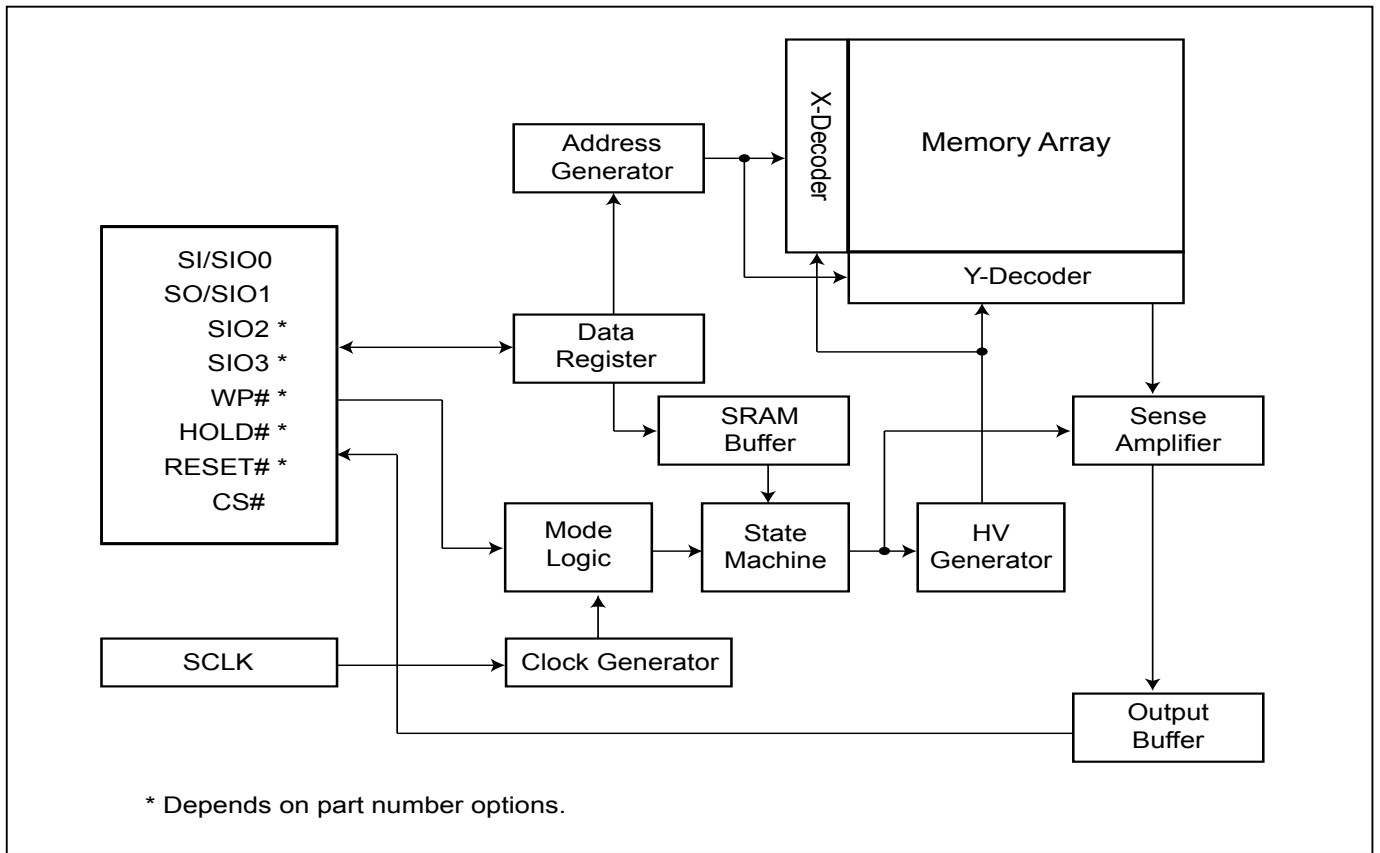 X-Decoder
Memory Array
Address
Generator
Y-Decoder
SI/SIO0
SO/SIO1
SIO2 *
SIO3 *
WP# *
HOLD# *
RESET# *
CS#
Data
Register
SRAM
Buffer
Sense
Amplifier
Mode
Logic
State
Machine
HV
Generator
SCLK
Clock Generator
Output
Buffer
* Depends on part number options.